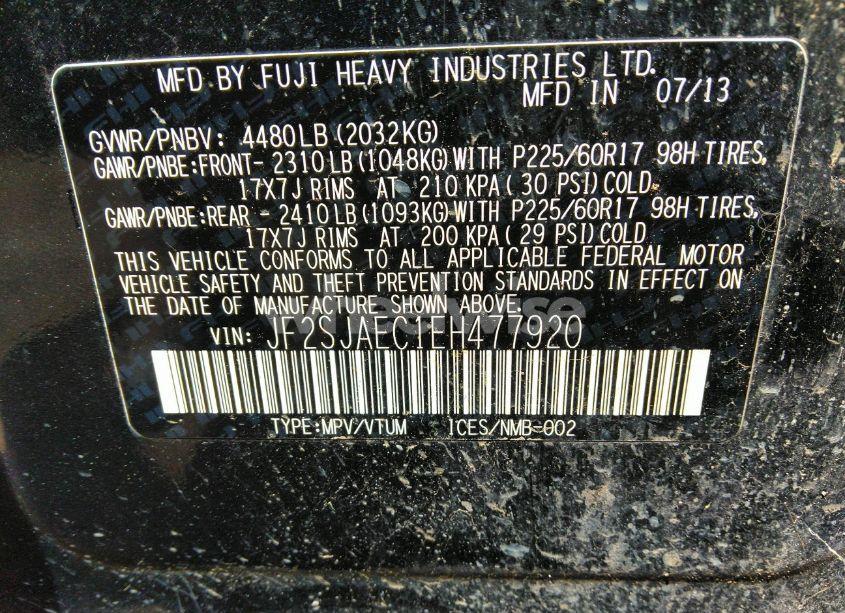 MFD BY FUJI HEAVY INDUSTRIES LTD.
MFD IN 07/13
GVWR/PNBV: 4480LB(2032KG)
GAWR/PNBE:FRONT- 2310LB(1048KG)WITH P225/60R17 98H TIRES,
17X7J RIMS AT 210 KPA( 30 PSI)COLD.
GAWR/PNBE:REAR - 2410LB(1093KG)WITH P225/60R17 98H TIRES,
17X7J RIMS AT 200 KPA( 29 PSI)COLD.
THIS VEHICLE CONFORMS TO ALL APPLICABLE FEDERAL MOTOR
VEHICLE SAFETY AND THEFT PREVENTION STANDARDS IN EFFECT ON
THE DATE OF MANUFACTURE SHOWN ABOVE.
VIN: JF2SJAEC1EH477920
TYPE:MPV/VTUM ICES/NMB-002